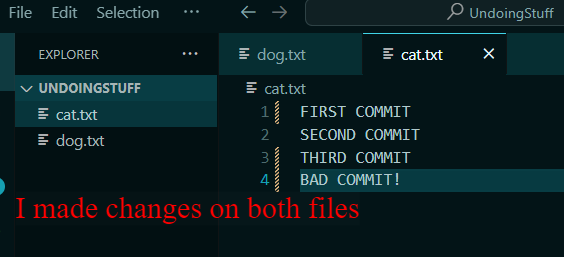 File Edit Selection ... UndoingStuff
EXPLORER ... dog.txt cat.txt
UNDOINGSTUFF cat.txt
cat.txt 1 FIRST COMMIT
dog.txt 2 SECOND COMMIT
3 THIRD COMMIT
4 BAD COMMIT!
I made changes on both files